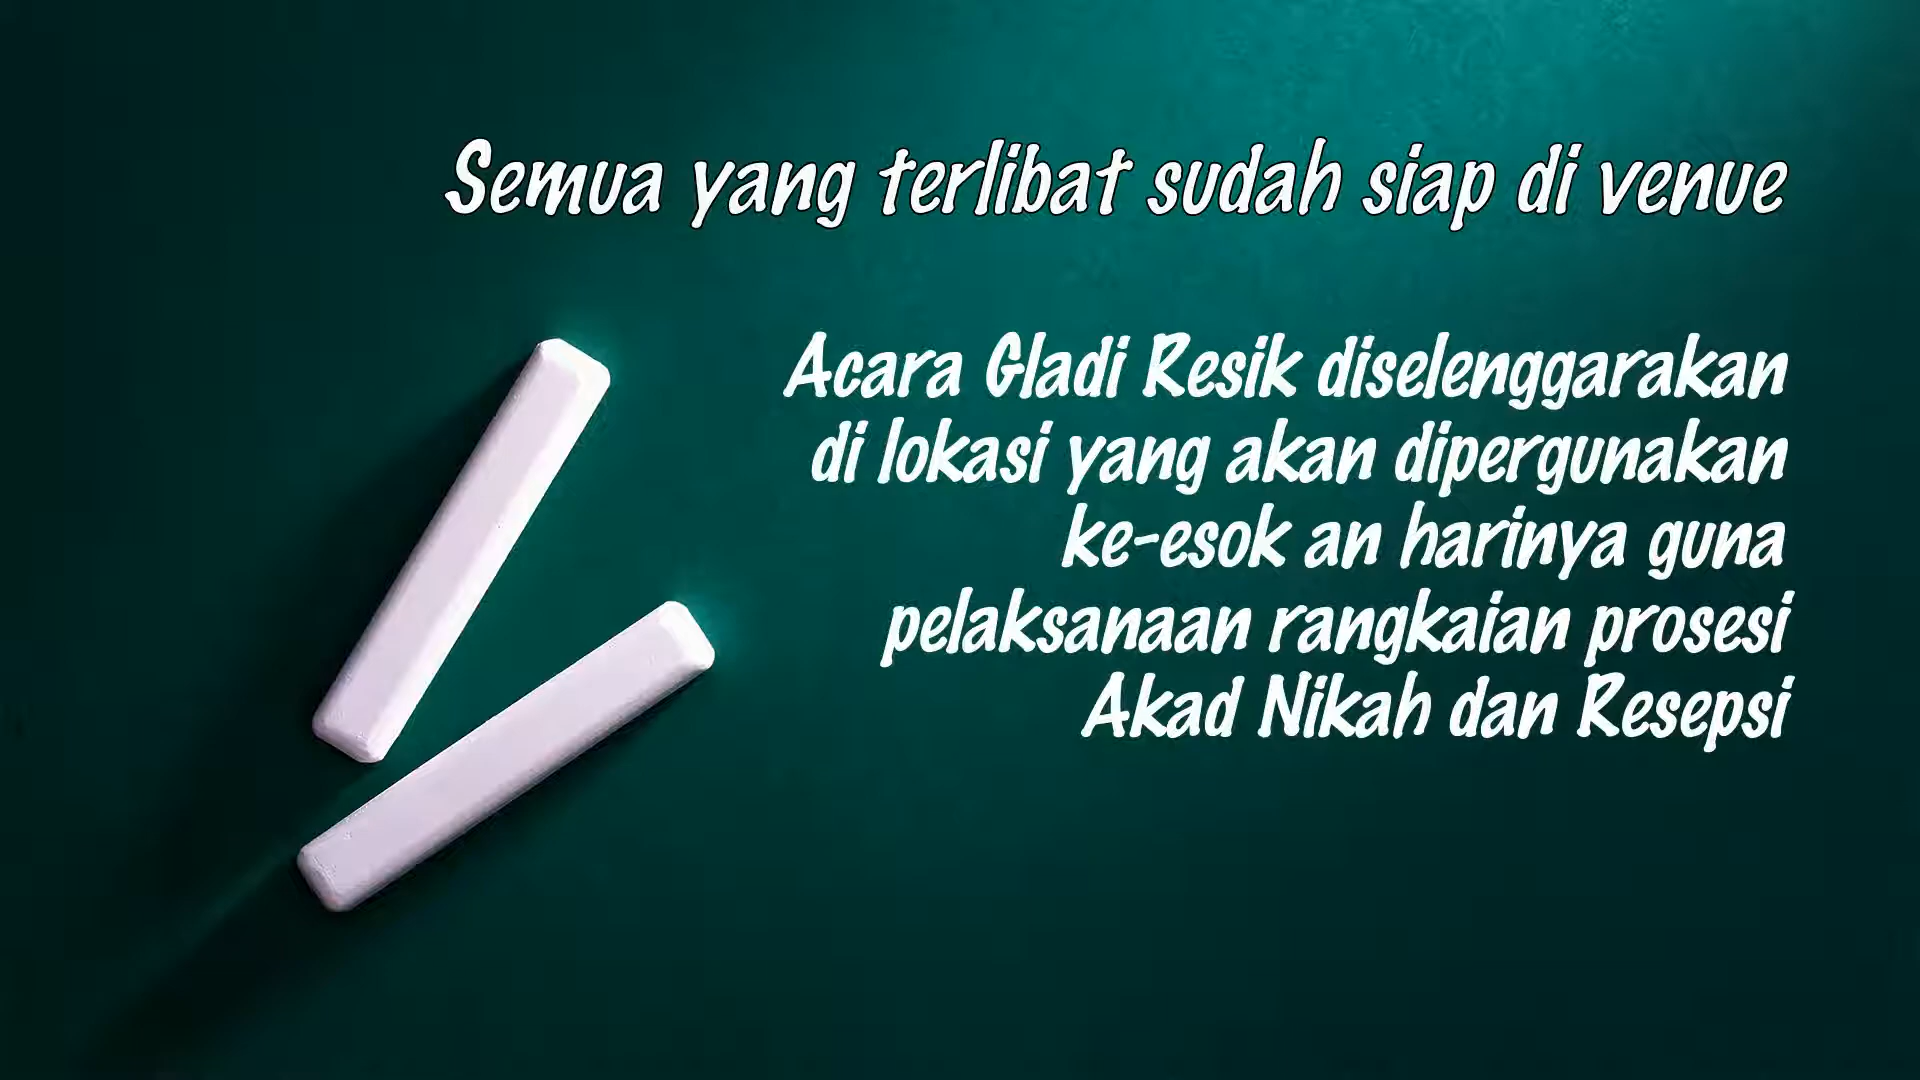 Semua yang terlibat sudah siap di venue
Acara Gladi Resik diselenggarakan
di lokasi yang akan dipergunakan
ke-esok an harinya guna
pelaksanaan rangkaian prosesi
Akad Nikah dan Resepsi